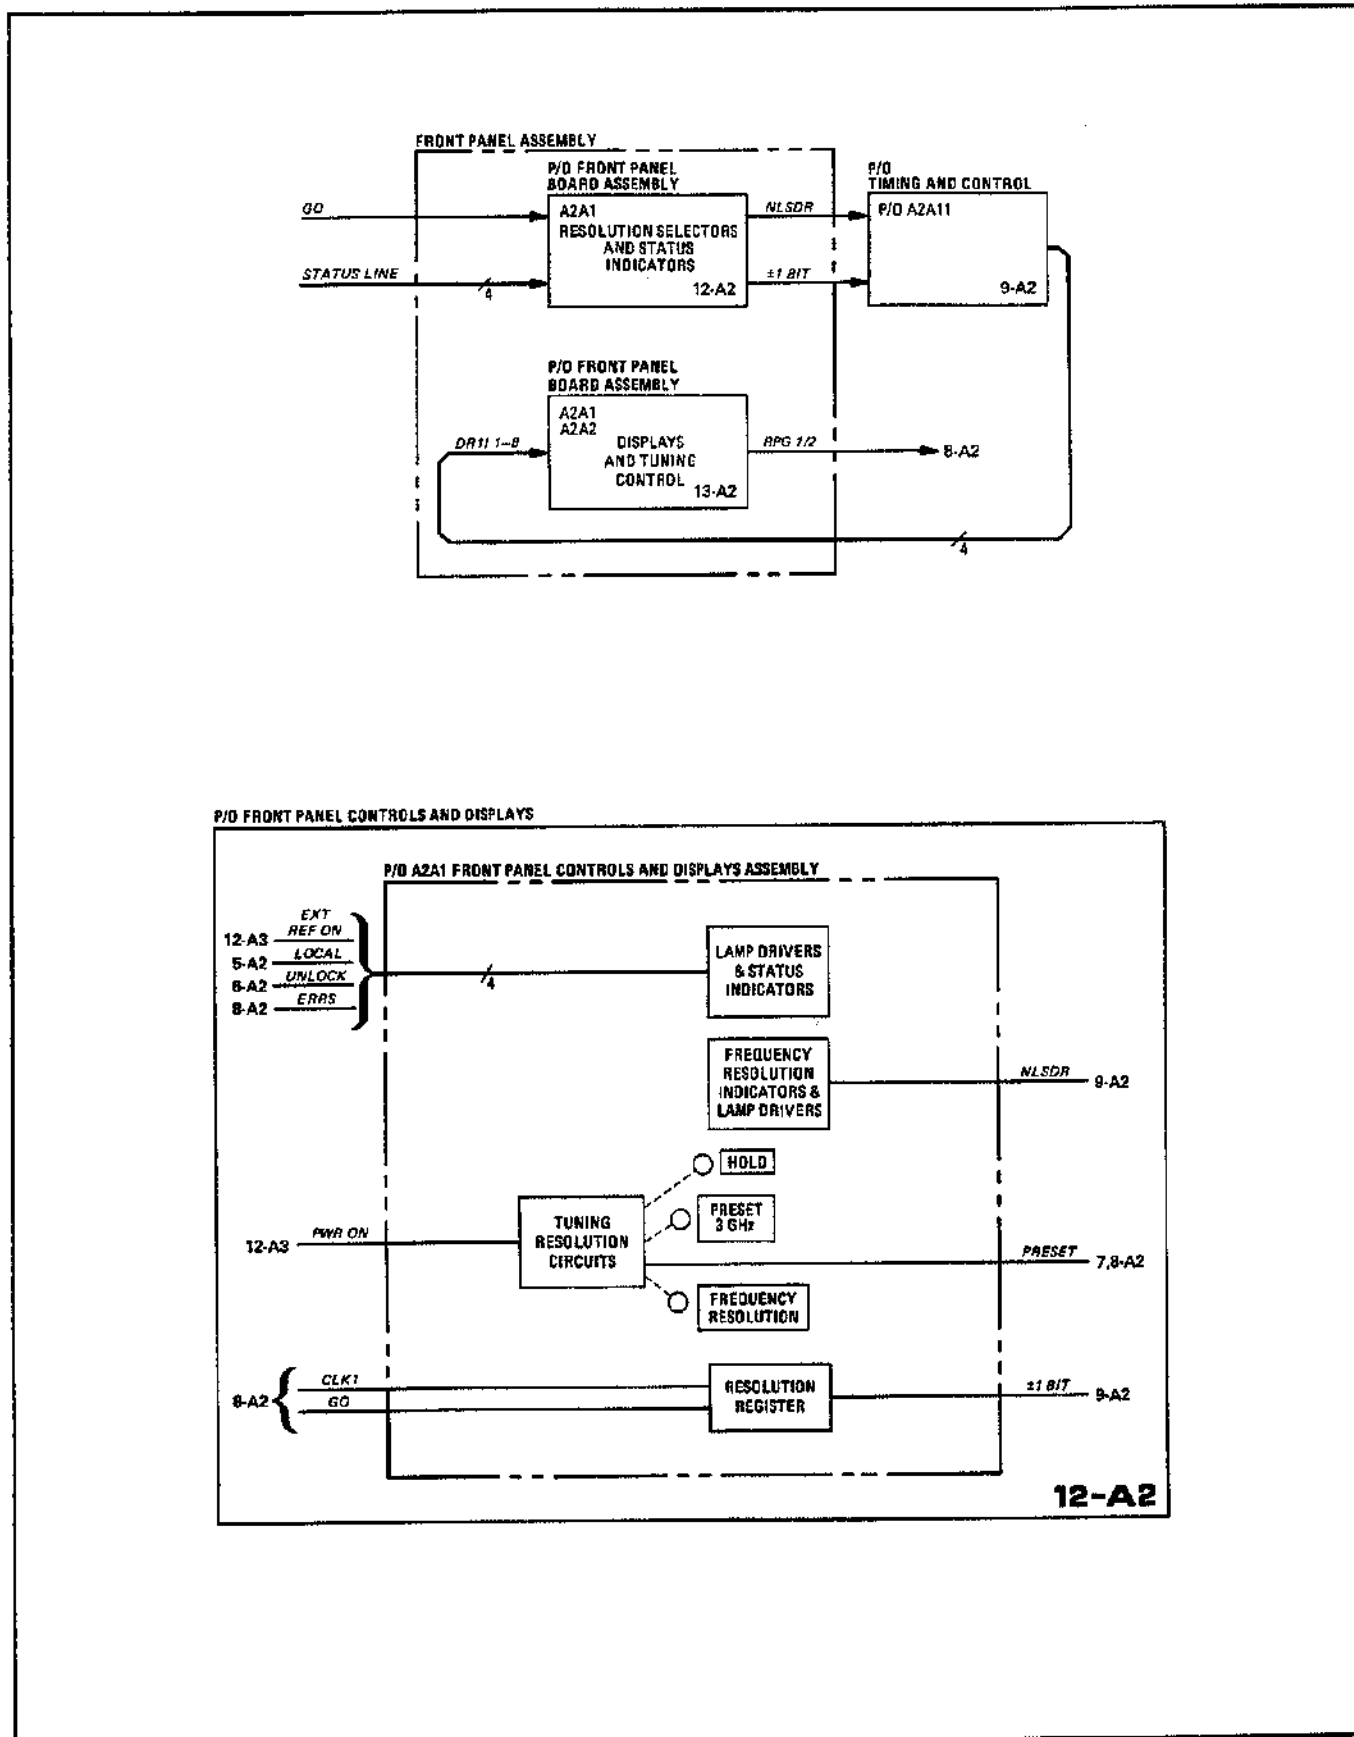 FRONT PANEL ASSEMBLY
P/O FRONT PANEL
BOARD ASSEMBLY
P/O
TIMING AND CONTROL
GO
A2A1
RESOLUTION SELECTORS
AND STATUS
INDICATORS
12-A2
NLSDR
P/O A2A11
STATUS LINE
4
±1 BIT
9-A2
P/O FRONT PANEL
BOARD ASSEMBLY
A2A1
A2A2
DISPLAYS
AND TUNING
CONTROL
13-A2
RPG 1/2
8-A2
4
P/O FRONT PANEL CONTROLS AND DISPLAYS
P/O A2A1 FRONT PANEL CONTROLS AND DISPLAYS ASSEMBLY
EXT
12-A3 REF ON
5-A2 LOCAL
6-A2 UNLOCK
8-A2 ERRS
4
LAMP DRIVERS
& STATUS
INDICATORS
FREQUENCY
RESOLUTION
INDICATORS &
LAMP DRIVERS
NLSDR
9-A2
HOLD
PRESET
3 GHz
12-A3 PWR ON
TUNING
RESOLUTION
CIRCUITS
PRESET
7,8-A2
FREQUENCY
RESOLUTION
8-A2
CLK1
GO
RESOLUTION
REGISTER
±1 BIT
9-A2
12-A2